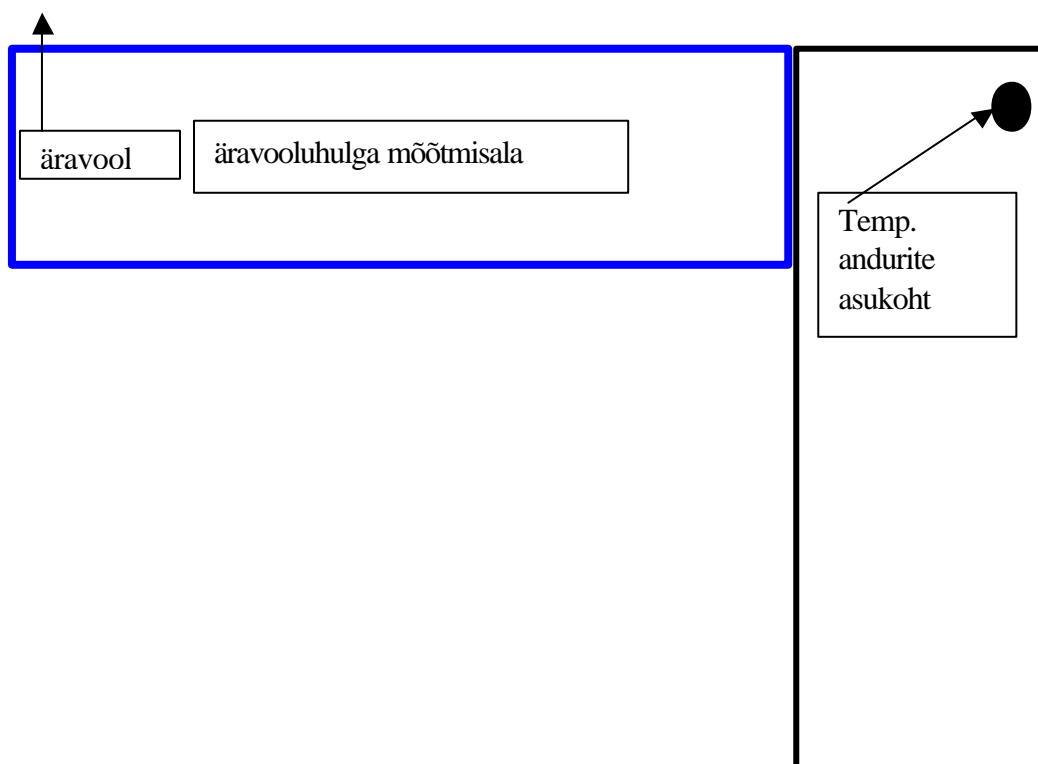 äravool
äravooluhulga mõõtmisala
Temp.
andurite
asukoht